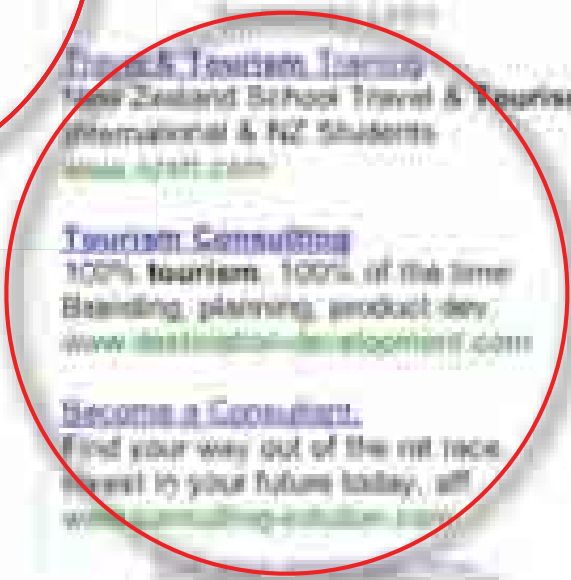 Travel & Tourism Training
New Zealand School Travel & Tourism
International & NZ Students
Tourism Consulting
100% tourism. 100% of the time
Branding, planning, product dev.
www.destination-development.com
Become a Consultant.
Find your way out of the rat race.
Invest in your future today, aff